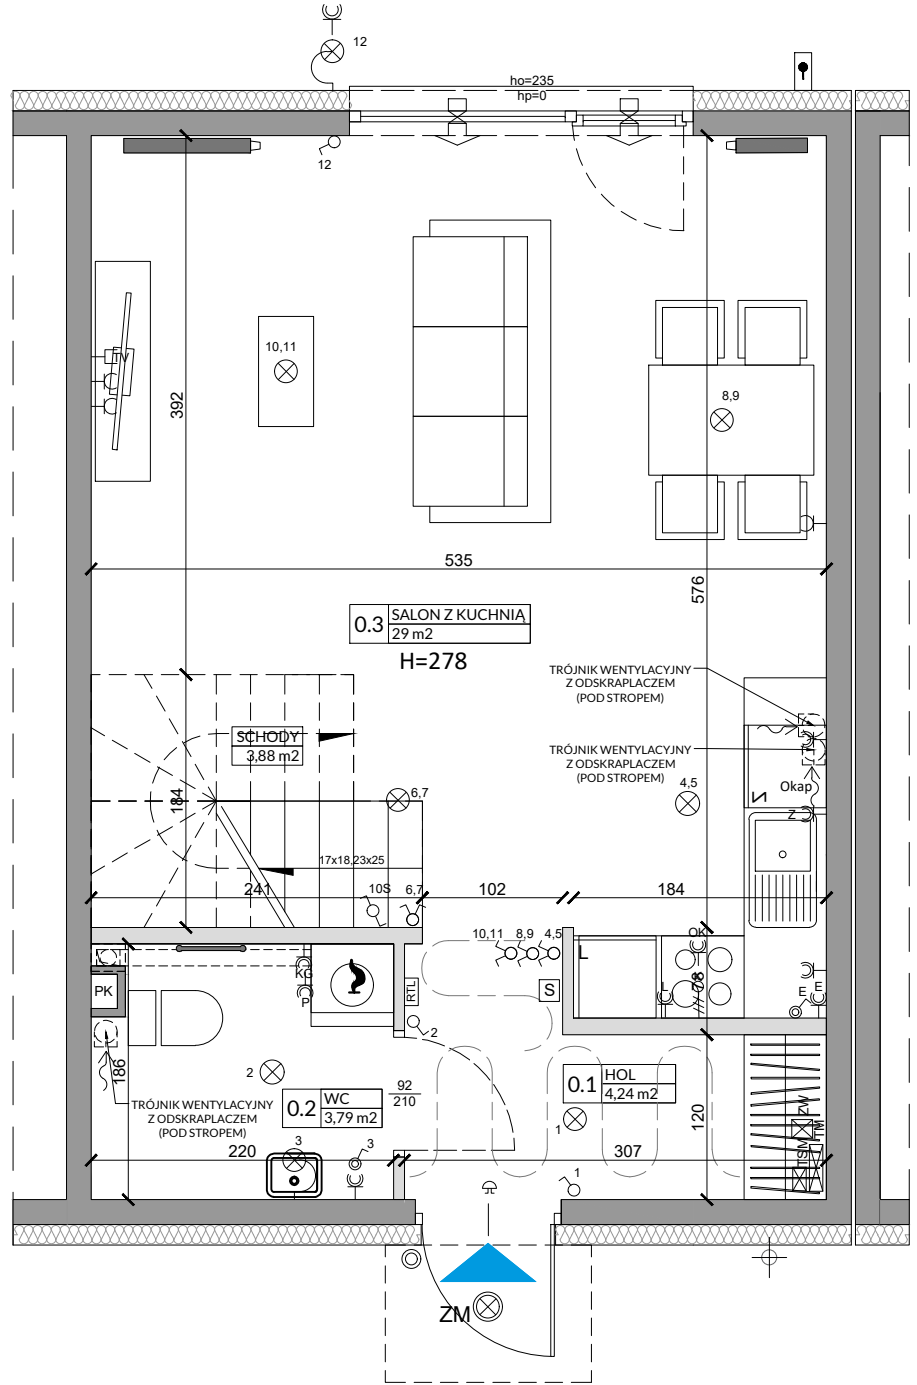 12
ho=235
hp=0
12
10,11
TV
8,9
392
535
576
0.3
SALON Z KUCHNIĄ
29 m2
H=278
TRÓJNIK WENTYLACYJNY
Z ODSKRAPLACZEM
(POD STROPEM)
SCHODY
3,88 m2
TRÓJNIK WENTYLACYJNY
Z ODSKRAPLACZEM
(POD STROPEM)
Okap
4,5
6,7
184
Z
17x18,23x25
241
10S
6,7
102
184
10,11
8,9
4,5
OK
L
KG
P
PK
RTL
S
L
E
E
2
186
2
0.2
WC
3,79 m2
92
210
0.1
HOL
4,24 m2
1
120
ZW
TM
TSM
TRÓJNIK WENTYLACYJNY
Z ODSKRAPLACZEM
(POD STROPEM)
220
3
3
307
1
ZM